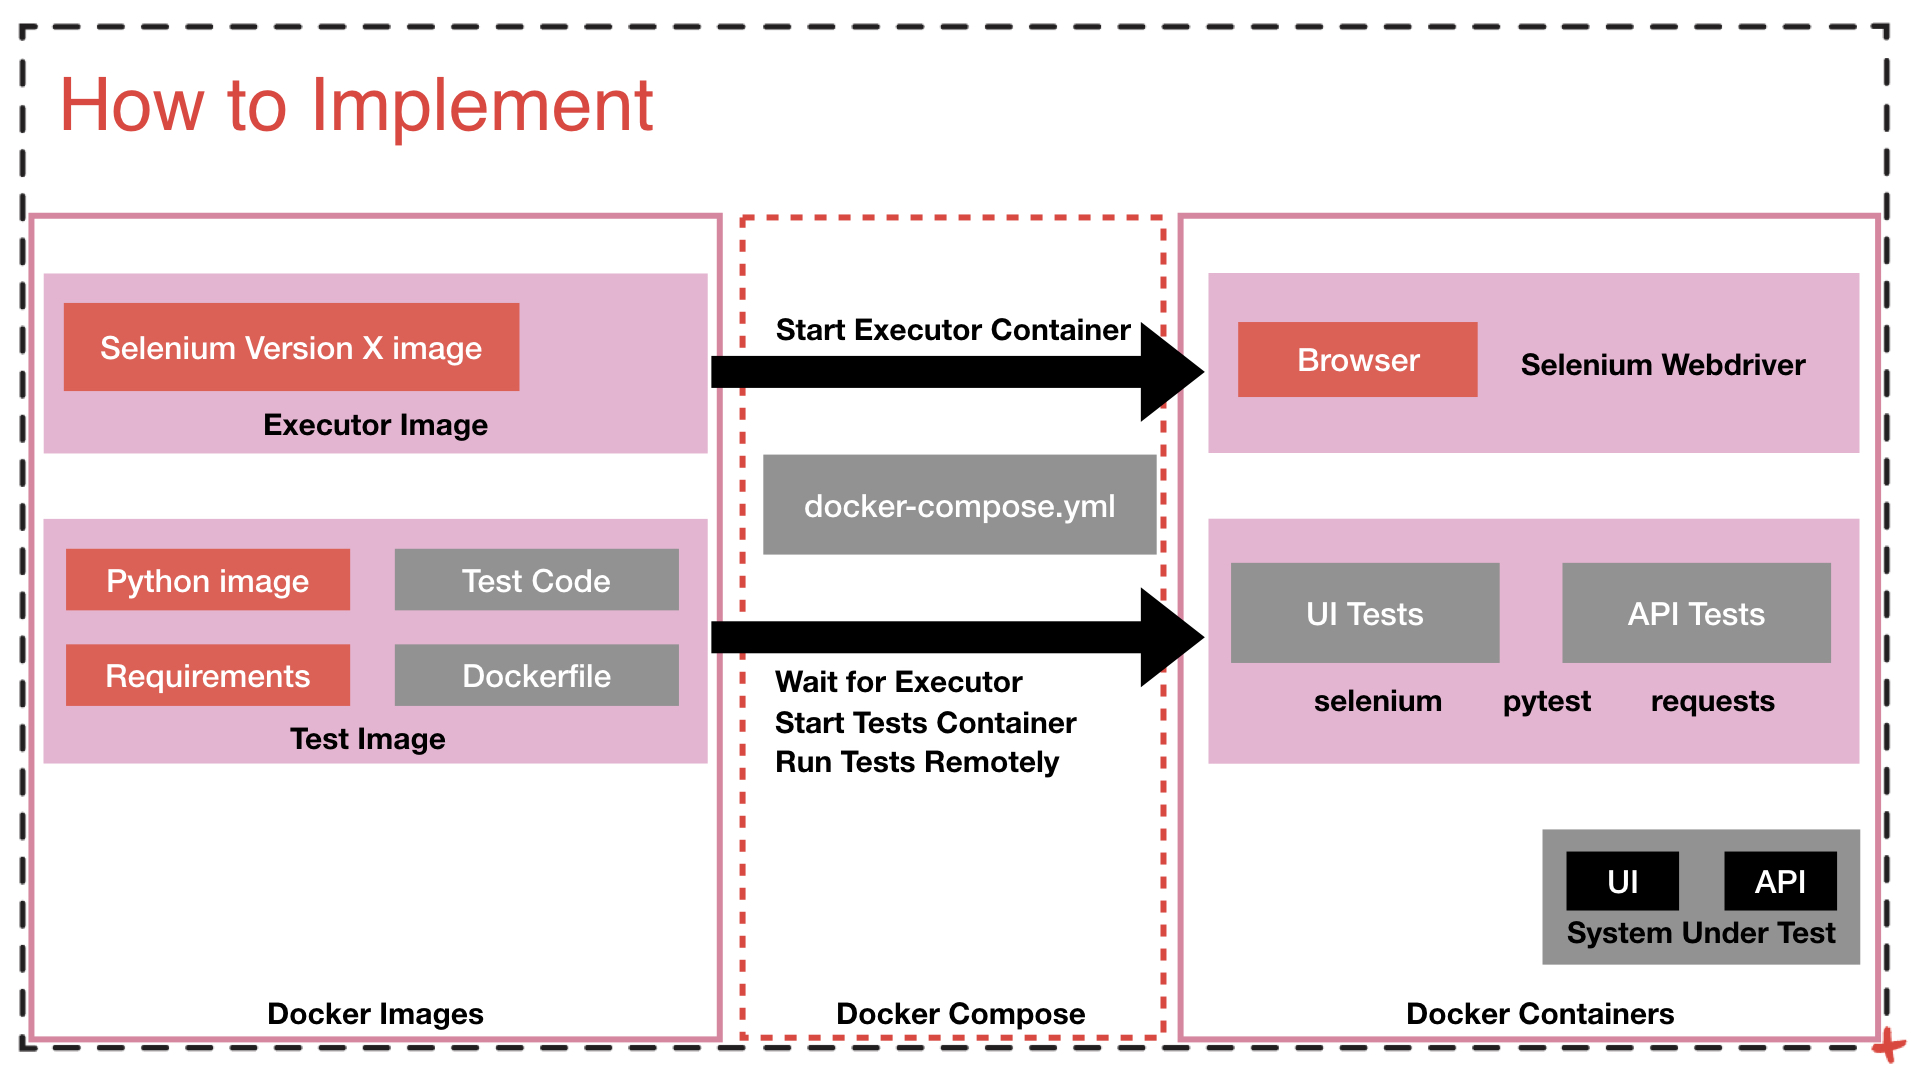 How to Implement
Selenium Version X image
Executor Image
Python image
Test Code
Requirements
Dockerfile
Test Image
Docker Images
Start Executor Container
docker-compose.yml
Wait for Executor
Start Tests Container
Run Tests Remotely
Docker Compose
Browser
Selenium Webdriver
UI Tests
API Tests
selenium pytest requests
UI
API
System Under Test
Docker Containers